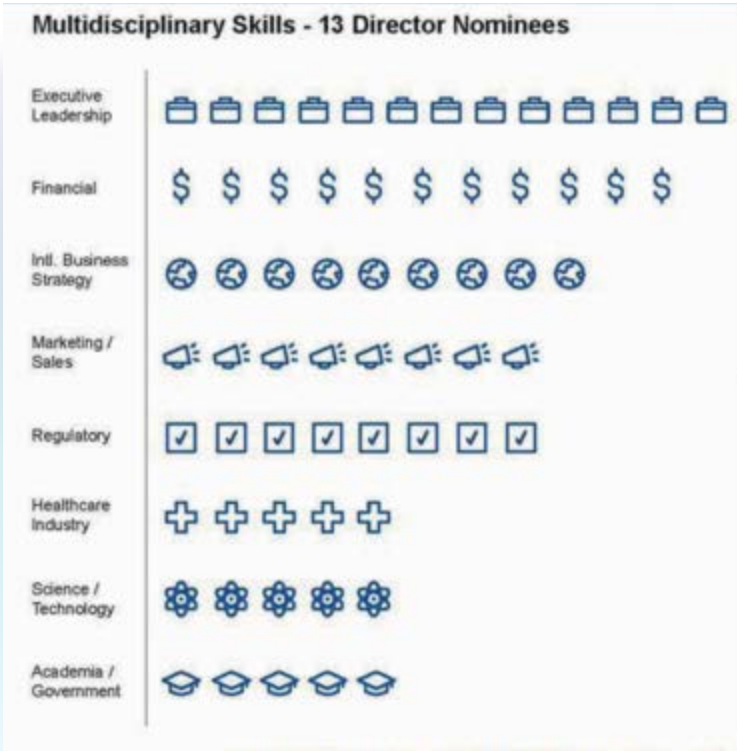 Multidisciplinary Skills - 13 Director Nominees
Executive
Leadership
Financial
Intl. Business
Strategy
Marketing /
Sales
Regulatory
Healthcare
Industry
Science /
Technology
Academia /
Government